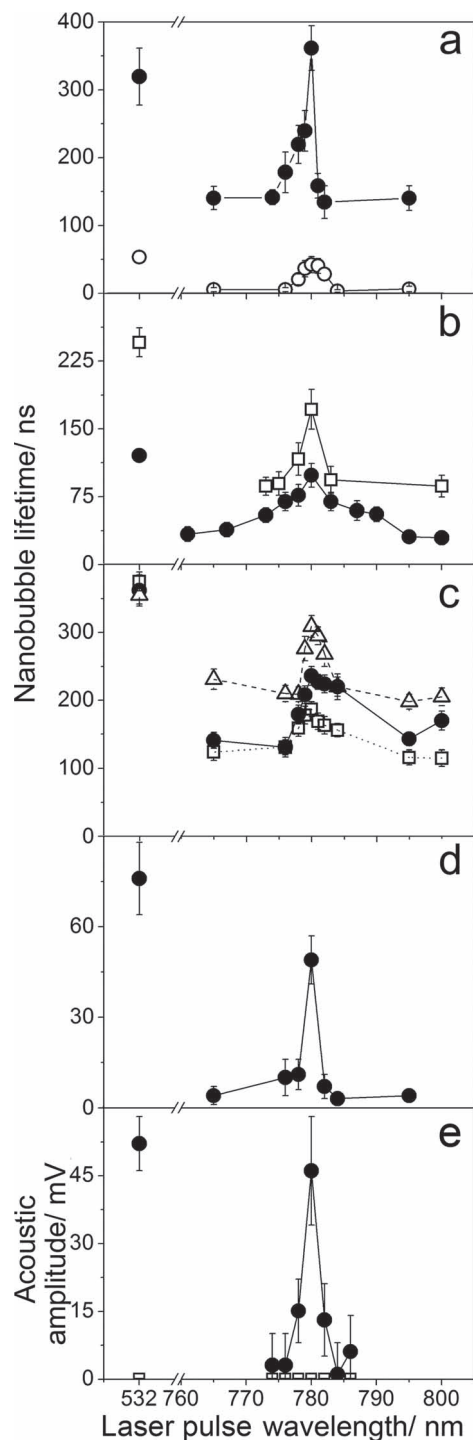 a
400
300
200
100
0
b
225
150
75
0
Nanobubble lifetime/ ns
c
300
200
100
0
d
60
30
0
e
45
30
15
0
Acoustic
amplitude/ mV
532 760 770 780 790 800
Laser pulse wavelength/ nm